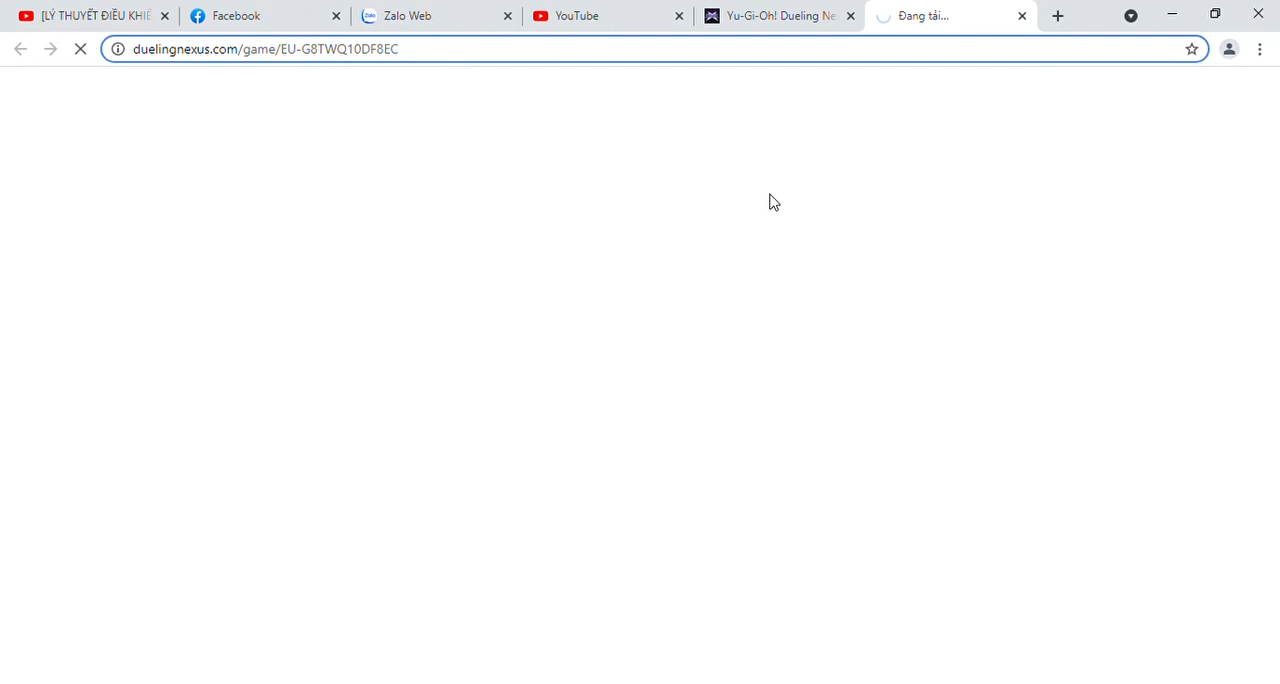 [LÝ THUYẾT ĐIỀU KHIỂ
Facebook
Zalo Web
YouTube
Yu-Gi-Oh! Dueling Ne
Đang tải...
duelingnexus.com/game/EU-G8TWQ10DF8EC